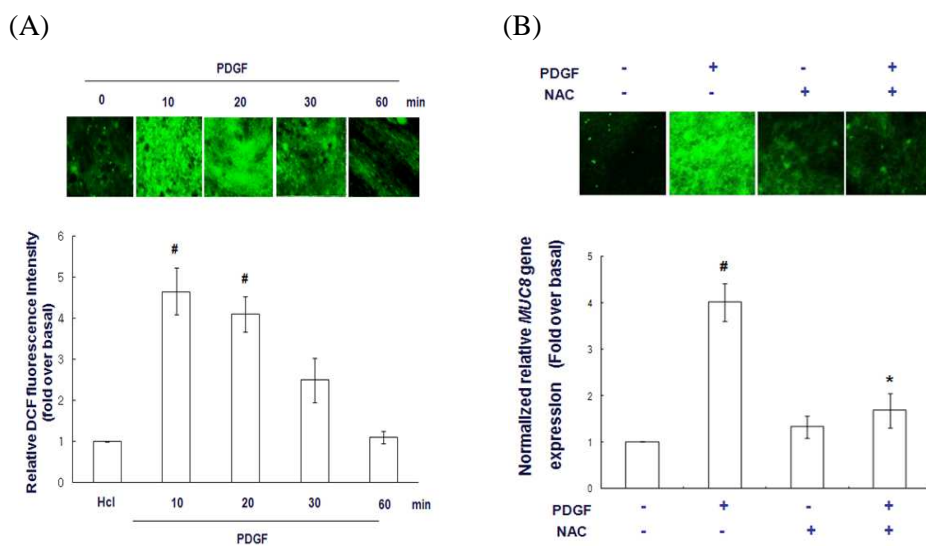 (A)
PDGF
0 10 20 30 60 min
Relative DCF fluorescence Intensity
(fold over basal)
6
5
4
3
2
1
0
# #
Hcl 10 20 30 60 min
PDGF
(B)
PDGF - + - +
NAC - - + +
Normalized relative MUC8 gene
expression (Fold over basal)
5
4
3
2
1
0
# *
PDGF - + - +
NAC - - + +